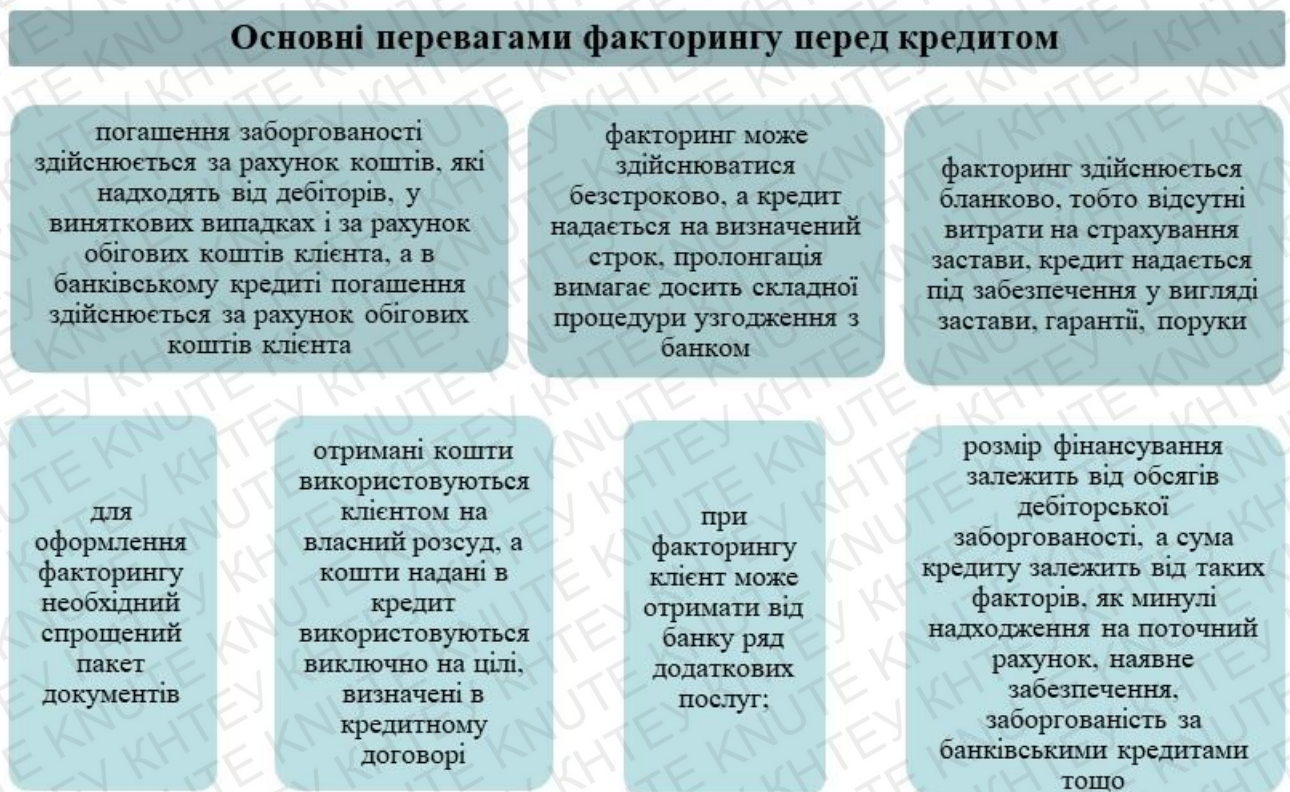 Основні перевагами факторингу перед кредитом
погашення заборгованості
здійснюється за рахунок коштів, які
надходять від дебіторів, у
виняткових випадках і за рахунок
обігових коштів клієнта, а в
банківському кредиті погашення
здійснюється за рахунок обігових
коштів клієнта
факторинг може
здійснюватися
безстроково, а кредит
надається на визначений
строк, пролонгація
вимагає досить складної
процедури узгодження з
банком
факторинг здійснюється
бланково, тобто відсутні
витрати на страхування
застави, кредит надається
під забезпечення у вигляді
застави, гарантії, поруки
для
оформлення
факторингу
необхідний
спрощений
пакет
документів
отримані кошти
використовуються
клієнтом на
власний розсуд, а
кошти надані в
кредит
використовуються
виключно на цілі,
визначені в
кредитному
договорі
при
факторингу
клієнт може
отримати від
банку ряд
додаткових
послуг;
розмір фінансування
залежить від обсягів
дебіторської
заборгованості, а сума
кредиту залежить від таких
факторів, як минулі
надходження на поточний
рахунок, наявне
забезпечення,
заборгованість за
банківськими кредитами
тощо